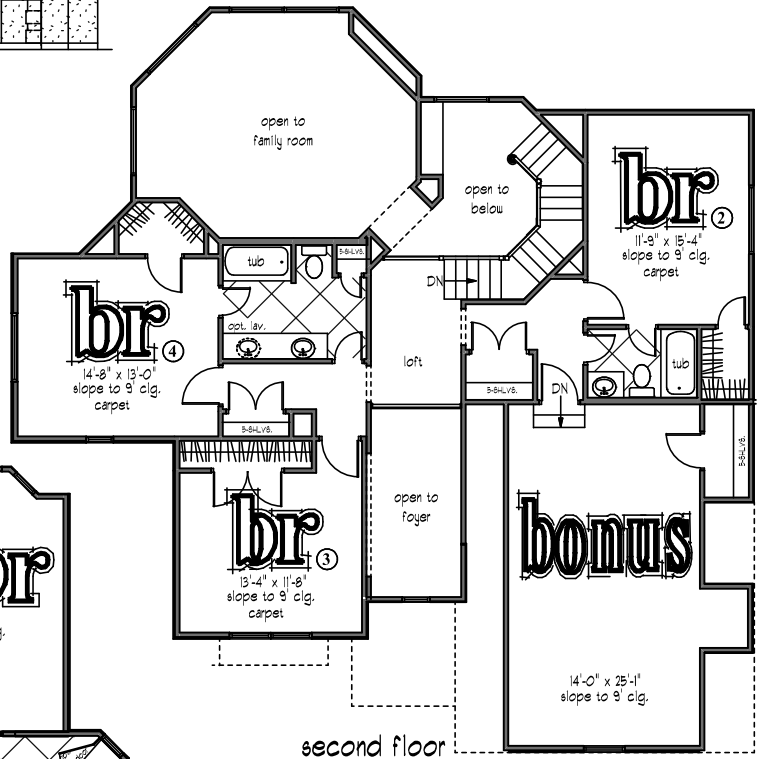 open to
family room
open to
below
br 2
11'-9" x 15'-4"
slope to 9' clg.
carpet
tub
5-SHLVS.
DN
opt. lav.
br 4
14'-8" x 13'-0"
slope to 9' clg.
carpet
loft
tub
5-SHLVS.
DN
5-SHLVS.
5-SHLVS.
open to
foyer
br 3
13'-4" x 11'-8"
slope to 9' clg.
carpet
bonus
14'-0" x 25'-1"
slope to 9' clg.
br
g.
second floor